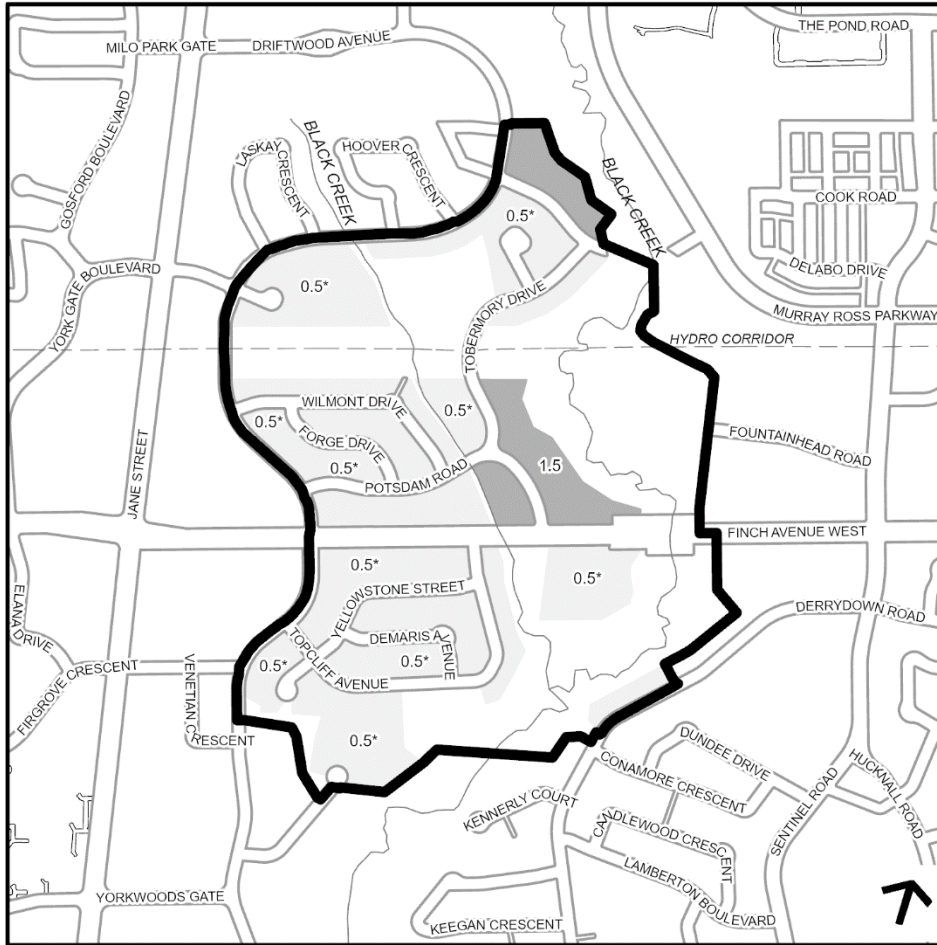 THE POND ROAD
MILO PARK GATE
DRIFTWOOD AVENUE
GOSFORD BOULEVARD
LASKAY
CRESCENT
BLACK CREEK
HOOVER
CRESCENT
BLACK CREEK
COOK ROAD
0.5*
DELABO DRIVE
YORK GATE BOULEVARD
0.5*
TOBERMORY DRIVE
MURRAY ROSS PARKWAY
HYDRO CORRIDOR
WILMONT DRIVE
0.5*
0.5*
FORGE DRIVE
FOUNTAINHEAD ROAD
0.5*
1.5
POTSDAM ROAD
JANE STREET
FINCH AVENUE WEST
0.5*
0.5*
YELLOWSTONE STREET
ELANA DRIVE
DERRYDOWN ROAD
TOPCLIFF AVENUE
DEMARIS AVENUE
0.5*
0.5*
FIRGROVE CRESCENT
VENETIAN CRESCENT
0.5*
DUNDEE DRIVE
CONAMORE CRESCENT
HUCKNALL ROAD
SENTINEL ROAD
KENNERLY COURT
CANDLEWOOD CRESCENT
LAMBERTON BOULEVARD
YORKWOODS GATE
KEEGAN CRESCENT